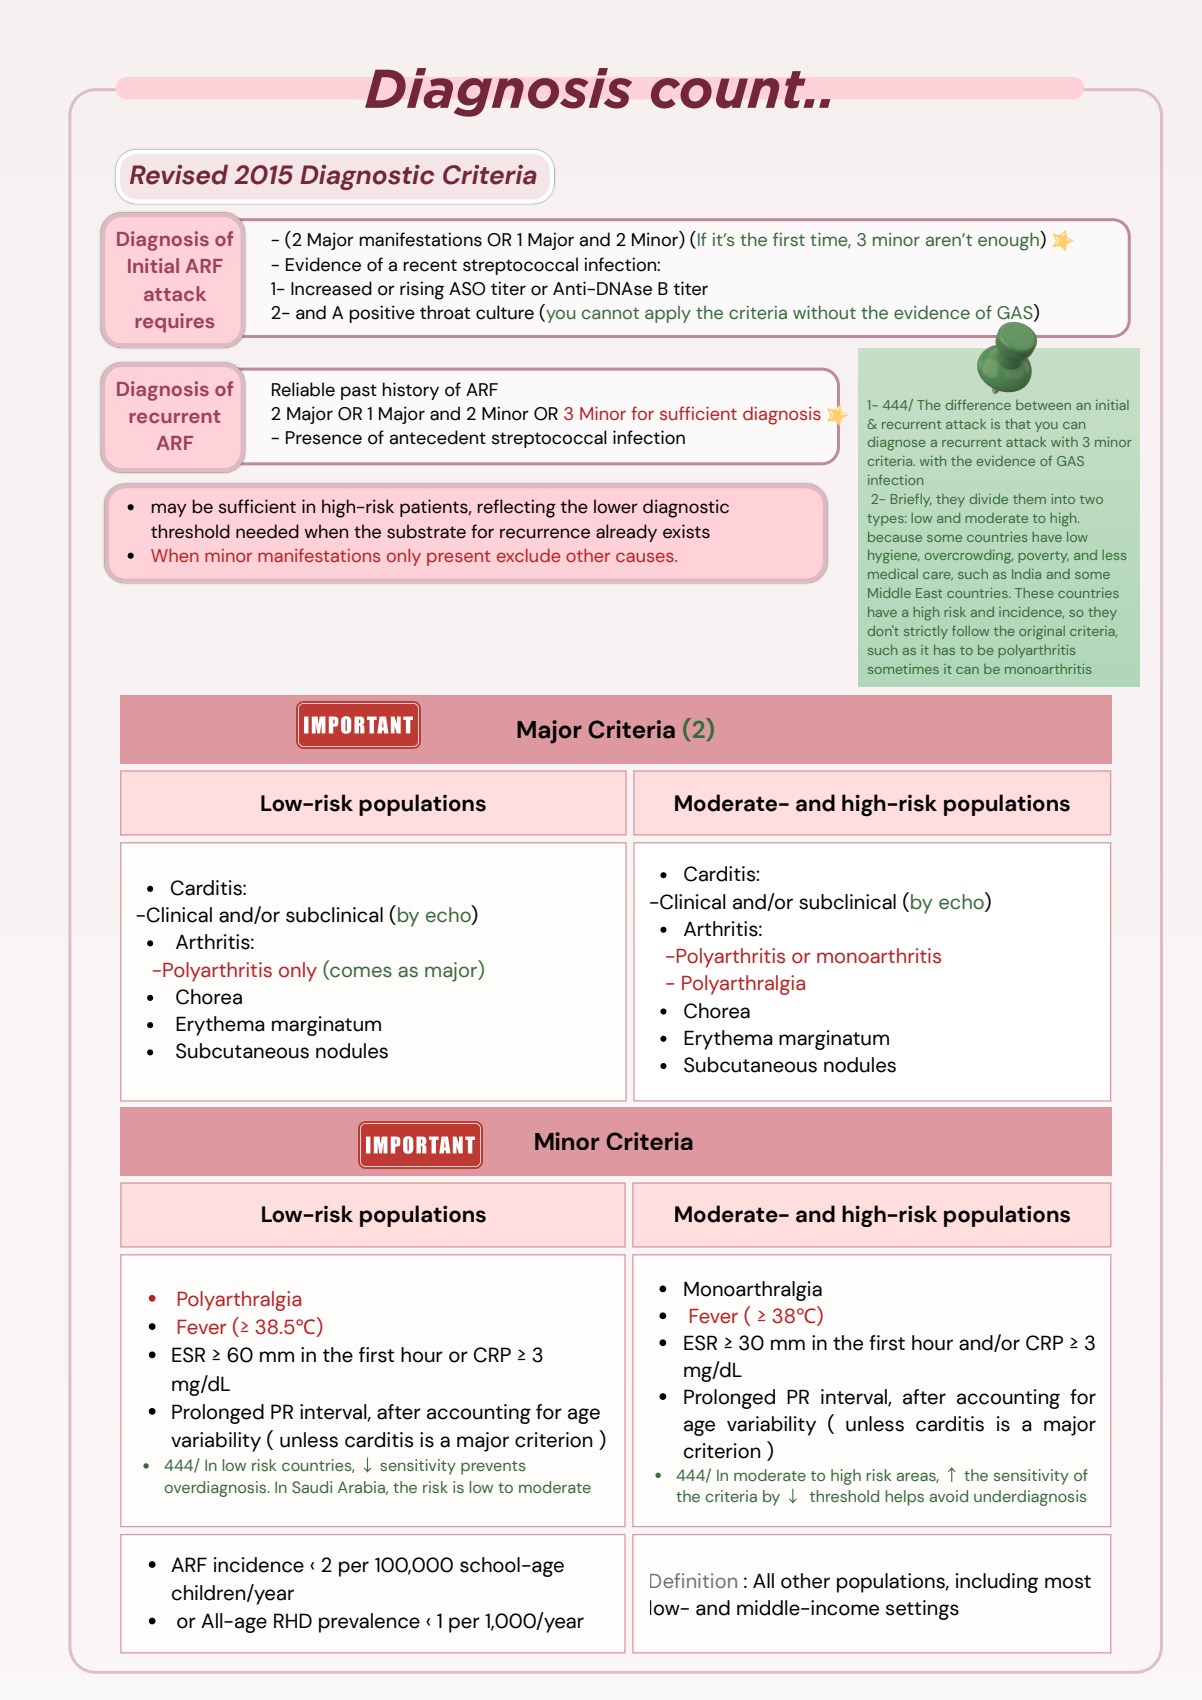 Diagnosis count..
Revised 2015 Diagnostic Criteria
Diagnosis of
Initial ARF
attack
requires
- (2 Major manifestations OR 1 Major and 2 Minor) (If it's the first time, 3 minor aren't enough)
- Evidence of a recent streptococcal infection:
1- Increased or rising ASO titer or Anti-DNAse B titer
2- and A positive throat culture (you cannot apply the criteria without the evidence of GAS)
Diagnosis of
recurrent
ARF
Reliable past history of ARF
2 Major OR 1 Major and 2 Minor OR 3 Minor for sufficient diagnosis
- Presence of antecedent streptococcal infection
• may be sufficient in high-risk patients, reflecting the lower diagnostic
threshold needed when the substrate for recurrence already exists
• When minor manifestations only present exclude other causes.
1- 444/ The difference between an initial
& recurrent attack is that you can
diagnose a recurrent attack with 3 minor
criteria. with the evidence of GAS
infection
2- Briefly, they divide them into two
types: low and moderate to high.
because some countries have low
hygiene, overcrowding, poverty, and less
medical care, such as India and some
Middle East countries. These countries
have a high risk and incidence, so they
don't strictly follow the original criteria,
such as it has to be polyarthritis
sometimes it can be monoarthritis
IMPORTANT
Major Criteria (2)
Low-risk populations
Moderate- and high-risk populations
• Carditis:
-Clinical and/or subclinical (by echo)
• Arthritis:
-Polyarthritis only (comes as major)
• Chorea
• Erythema marginatum
• Subcutaneous nodules
• Carditis:
-Clinical and/or subclinical (by echo)
• Arthritis:
-Polyarthritis or monoarthritis
- Polyarthralgia
• Chorea
• Erythema marginatum
• Subcutaneous nodules
IMPORTANT
Minor Criteria
Low-risk populations
Moderate- and high-risk populations
• Polyarthralgia
• Fever (≥ 38.5°C)
• ESR ≥ 60 mm in the first hour or CRP ≥ 3
mg/dL
• Prolonged PR interval, after accounting for age
variability ( unless carditis is a major criterion )
• 444/ In low risk countries, ↓ sensitivity prevents
overdiagnosis. In Saudi Arabia, the risk is low to moderate
• Monoarthralgia
• Fever ( ≥ 38°C)
• ESR ≥ 30 mm in the first hour and/or CRP ≥ 3
mg/dL
• Prolonged PR interval, after accounting for
age variability ( unless carditis is a major
criterion )
• 444/ In moderate to high risk areas, ↑ the sensitivity of
the criteria by ↓ threshold helps avoid underdiagnosis
• ARF incidence ‹ 2 per 100,000 school-age
children/year
• or All-age RHD prevalence ‹ 1 per 1,000/year
Definition : All other populations, including most
low- and middle-income settings